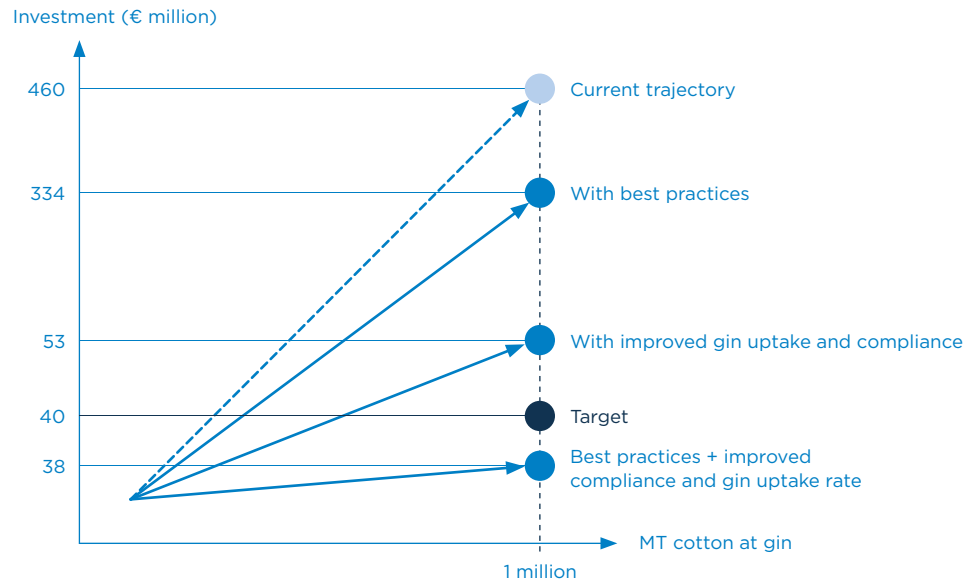 Investment (€ million)
460
Current trajectory
334
With best practices
53
With improved gin uptake and compliance
40
Target
38
Best practices + improved
compliance and gin uptake rate
MT cotton at gin
1 million